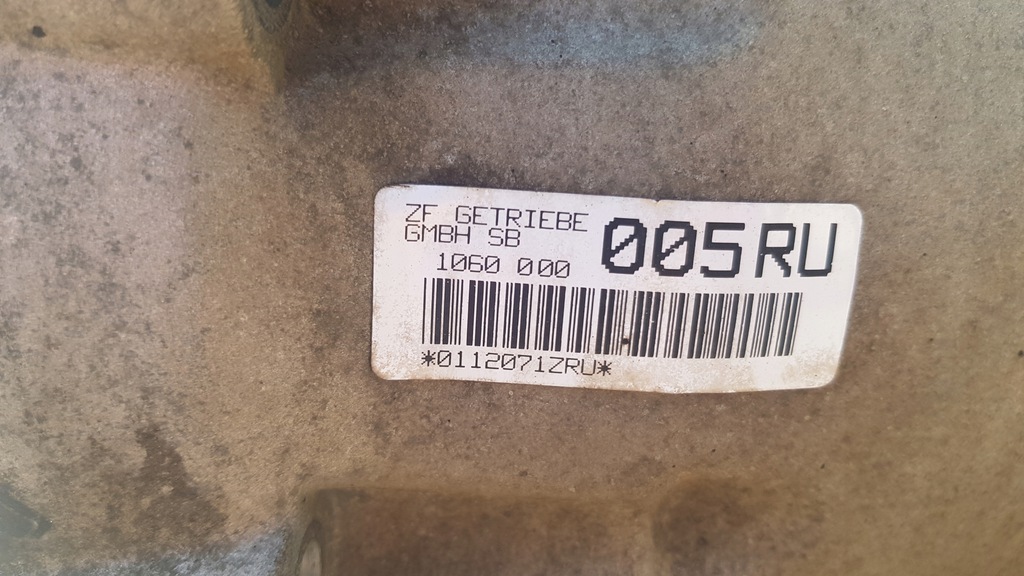 ZF GETRIEBE
GMBH SB
1060 000
005RU
*0112071ZRU*